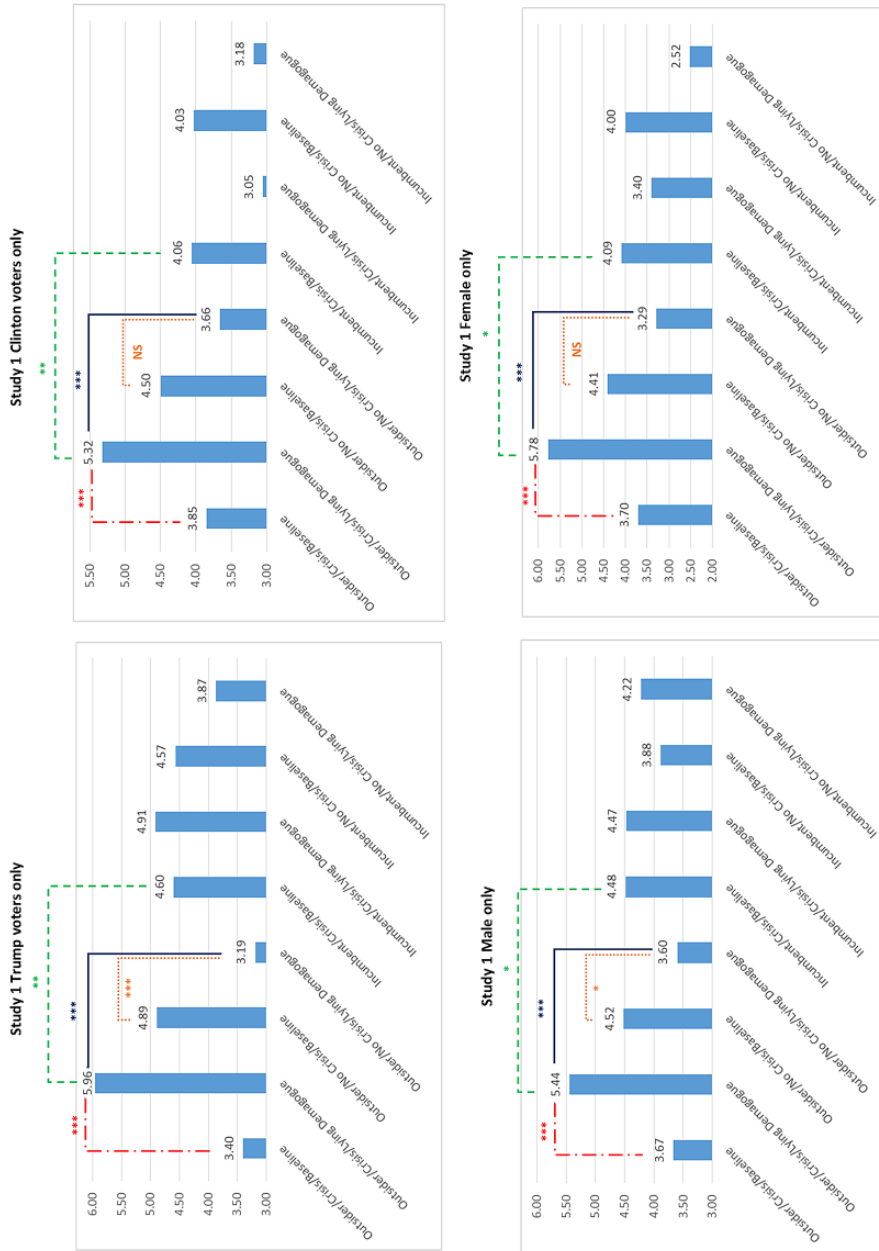 Study 1 Trump voters only
6.00
5.50
5.00
4.50
4.00
3.50
3.00
***
**
***
***
3.40
5.96
4.89
3.19
4.60
4.91
4.57
3.87
Outsider/Crisis/Baseline
Outsider/Crisis/Lying Demagogue
Outsider/No Crisis/Baseline
Outsider/No Crisis/Lying Demagogue
Incumbent/Crisis/Baseline
Incumbent/Crisis/Lying Demagogue
Incumbent/No Crisis/Baseline
Incumbent/No Crisis/Lying Demagogue
Study 1 Clinton voters only
5.50
5.00
4.50
4.00
3.50
3.00
***
**
***
NS
3.85
5.32
4.50
3.66
4.06
3.05
4.03
3.18
Outsider/Crisis/Baseline
Outsider/Crisis/Lying Demagogue
Outsider/No Crisis/Baseline
Outsider/No Crisis/Lying Demagogue
Incumbent/Crisis/Baseline
Incumbent/Crisis/Lying Demagogue
Incumbent/No Crisis/Baseline
Incumbent/No Crisis/Lying Demagogue
Study 1 Male only
6.00
5.50
5.00
4.50
4.00
3.50
3.00
***
*
***
*
3.67
5.44
4.52
3.60
4.48
4.47
3.88
4.22
Outsider/Crisis/Baseline
Outsider/Crisis/Lying Demagogue
Outsider/No Crisis/Baseline
Outsider/No Crisis/Lying Demagogue
Incumbent/Crisis/Baseline
Incumbent/Crisis/Lying Demagogue
Incumbent/No Crisis/Baseline
Incumbent/No Crisis/Lying Demagogue
Study 1 Female only
6.00
5.50
5.00
4.50
4.00
3.50
3.00
2.50
2.00
***
*
***
NS
3.70
5.78
4.41
3.29
4.09
3.40
4.00
2.52
Outsider/Crisis/Baseline
Outsider/Crisis/Lying Demagogue
Outsider/No Crisis/Baseline
Outsider/No Crisis/Lying Demagogue
Incumbent/Crisis/Baseline
Incumbent/Crisis/Lying Demagogue
Incumbent/No Crisis/Baseline
Incumbent/No Crisis/Lying Demagogue